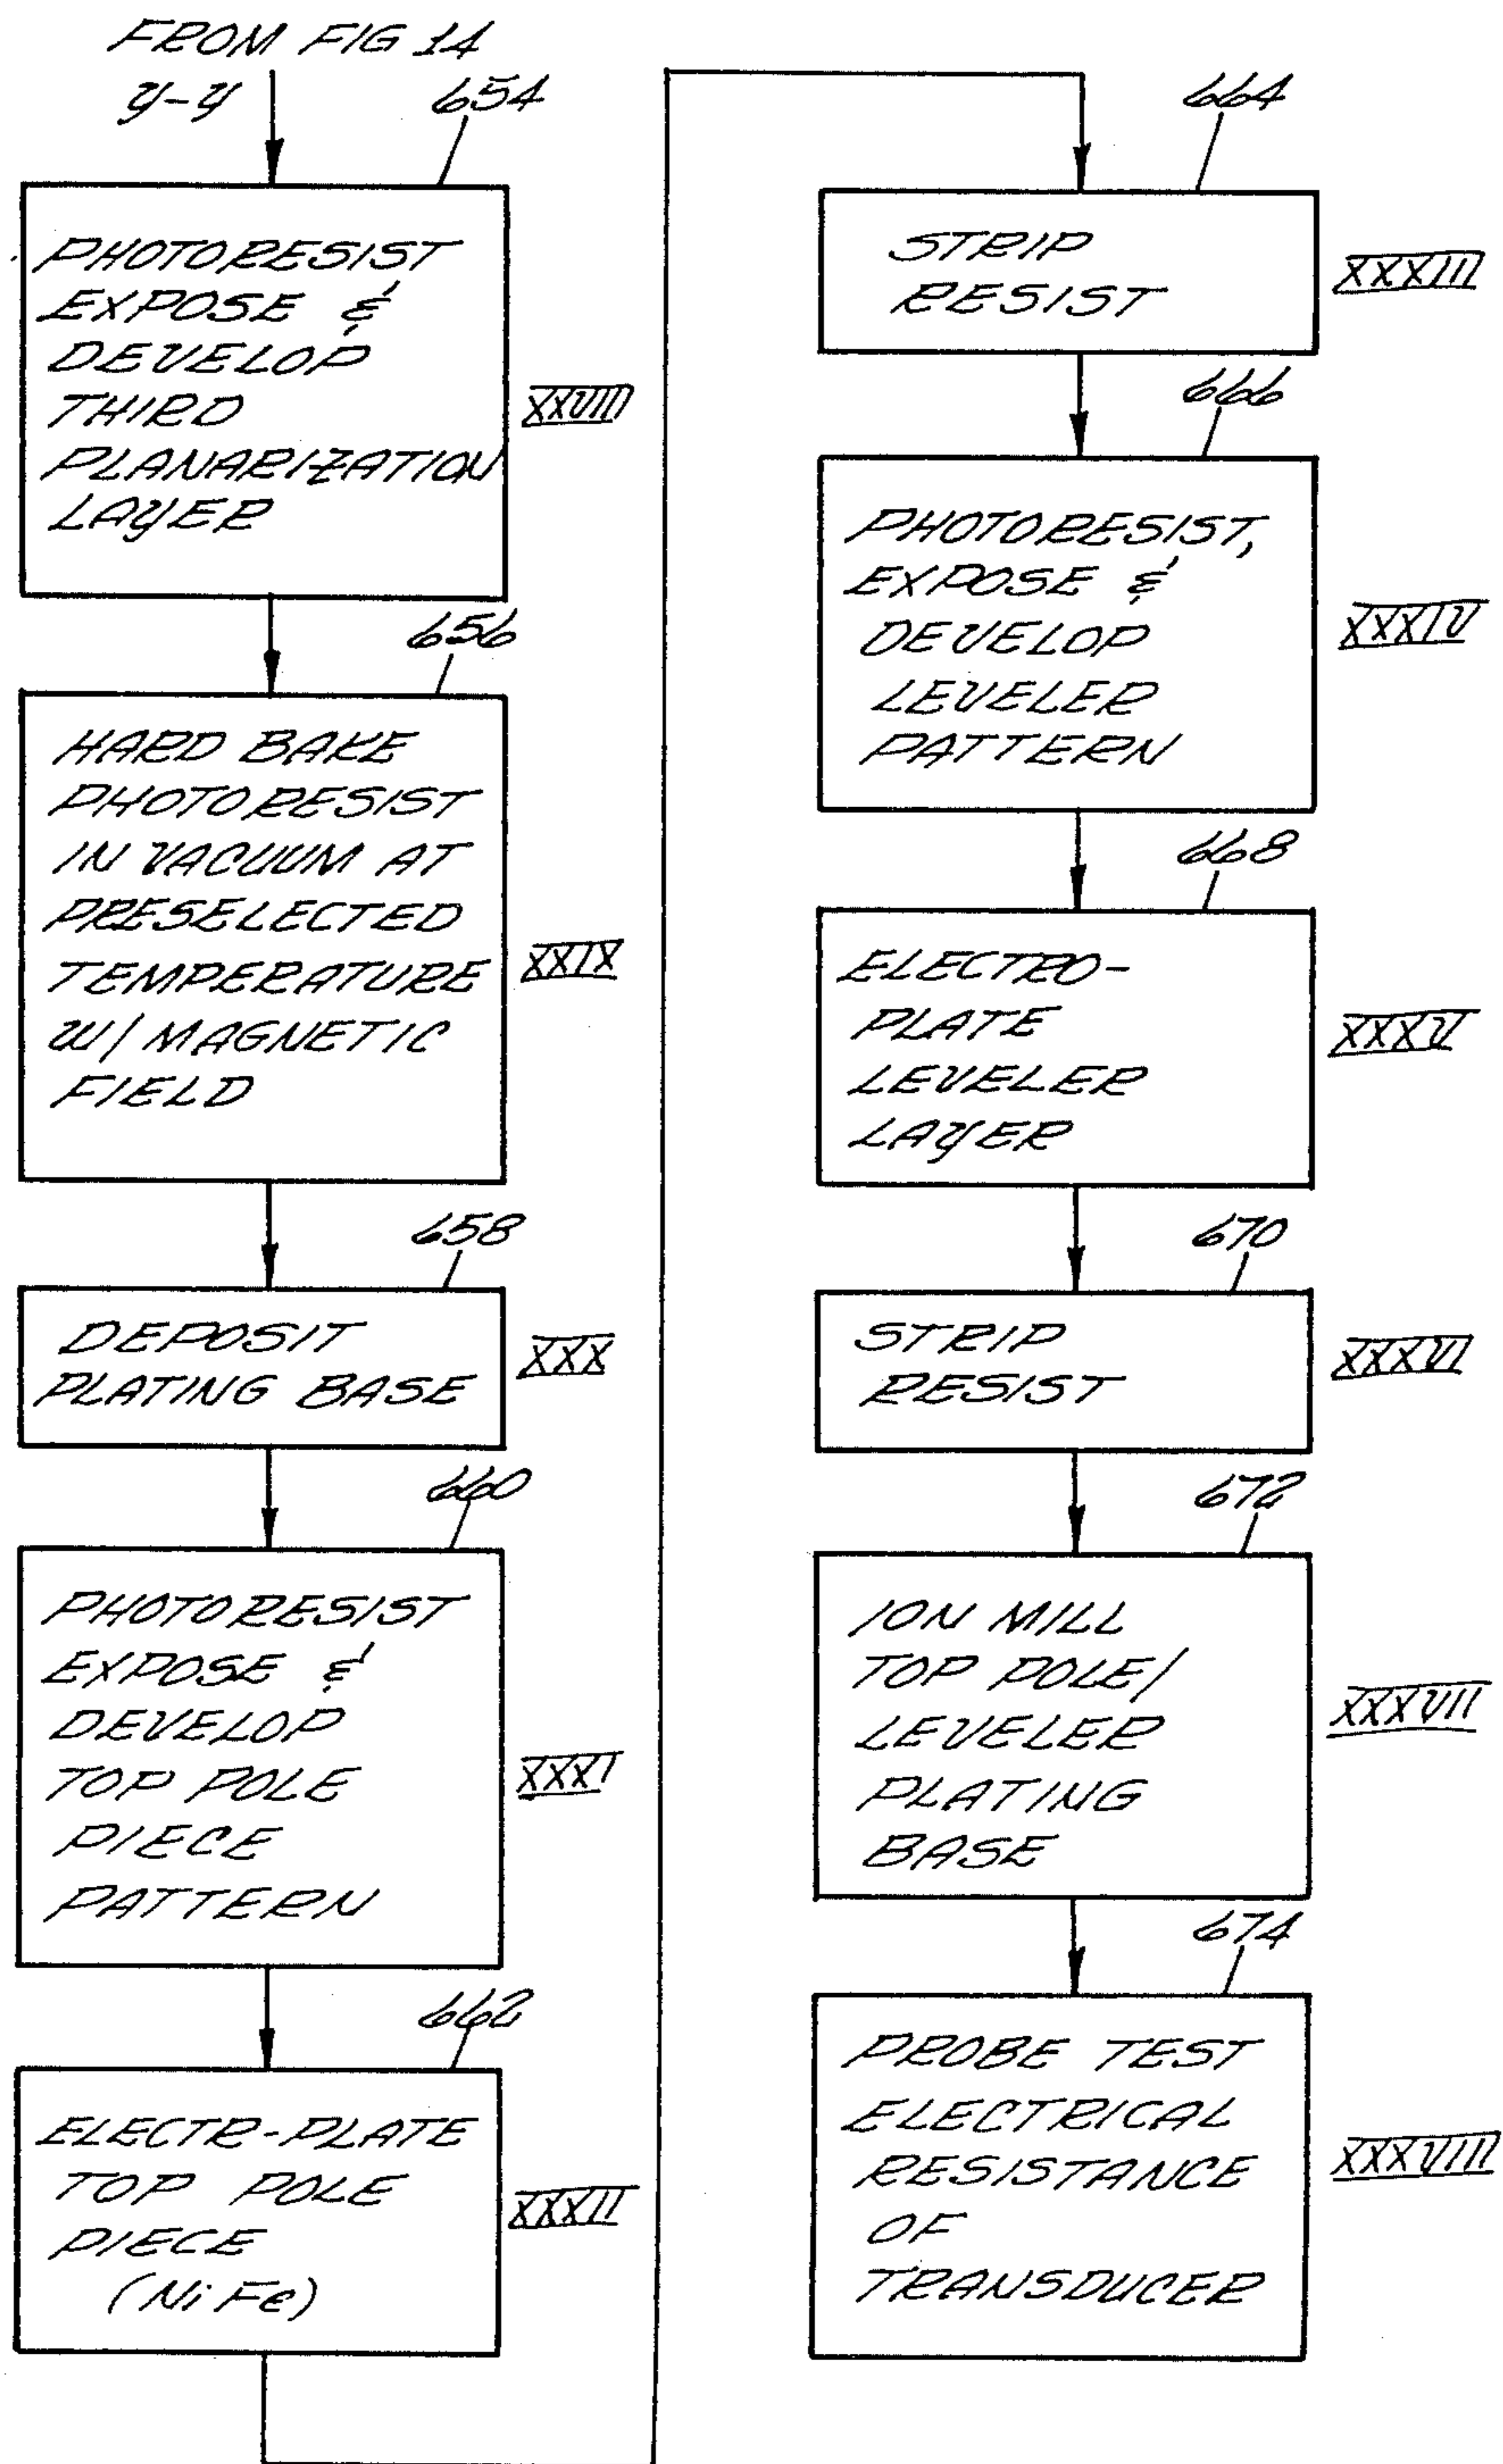 FROM FIG 14
y-y
654
PHOTORESIST
EXPOSE &
DEVELOP
THIRD
PLANARIZATION
LAYER
XXVIII
656
HARD BAKE
PHOTORESIST
IN VACUUM AT
PRESELECTED
TEMPERATURE
W/ MAGNETIC
FIELD
XXIX
658
DEPOSIT
PLATING BASE
XXX
660
PHOTORESIST
EXPOSE &
DEVELOP
TOP POLE
PIECE
PATTERN
XXXI
662
ELECTR-PLATE
TOP POLE
PIECE
(NiFe)
XXXII
664
STRIP
RESIST
XXXIII
666
PHOTORESIST,
EXPOSE &
DEVELOP
LEVELER
PATTERN
XXXIV
668
ELECTRO-
PLATE
LEVELER
LAYER
XXXV
670
STRIP
RESIST
XXXVI
672
ION MILL
TOP POLE/
LEVELER
PLATING
BASE
XXXVII
674
PROBE TEST
ELECTRICAL
RESISTANCE
OF
TRANSDUCER
XXXVIII